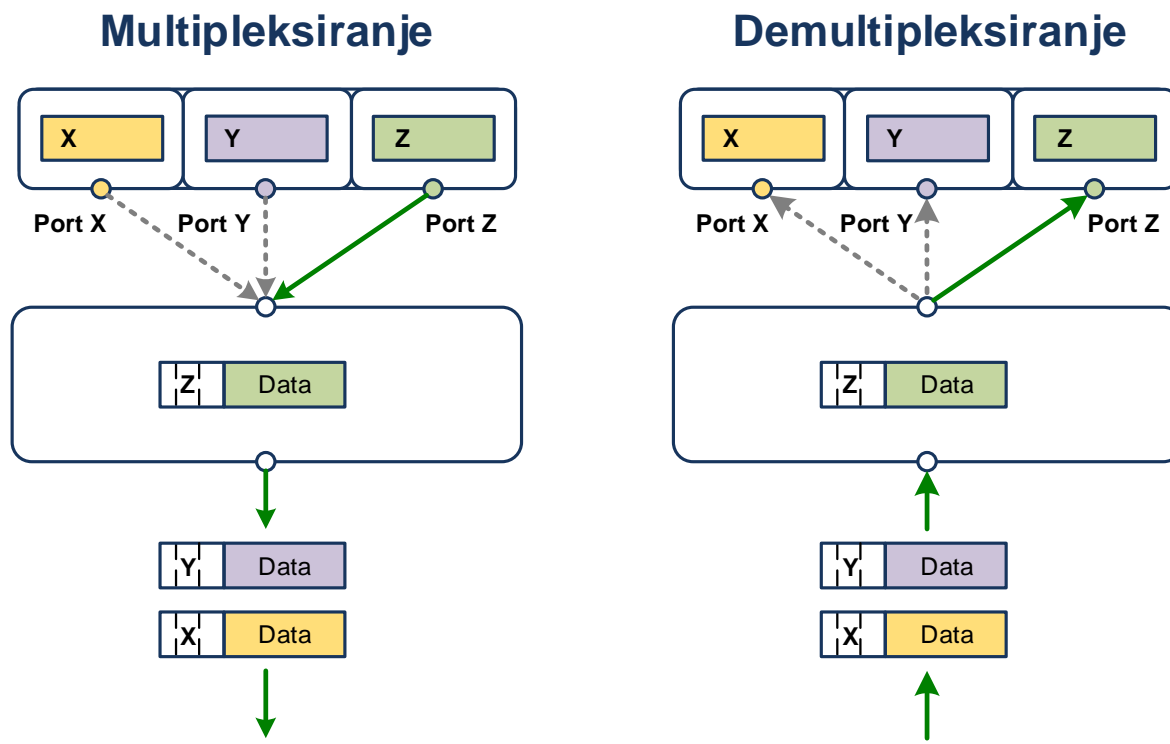 Multipleksiranje
X
Y
Z
Port X
Port Y
Port Z
Z Data
Y Data
X Data
Demultipleksiranje
X
Y
Z
Port X
Port Y
Port Z
Z Data
Y Data
X Data